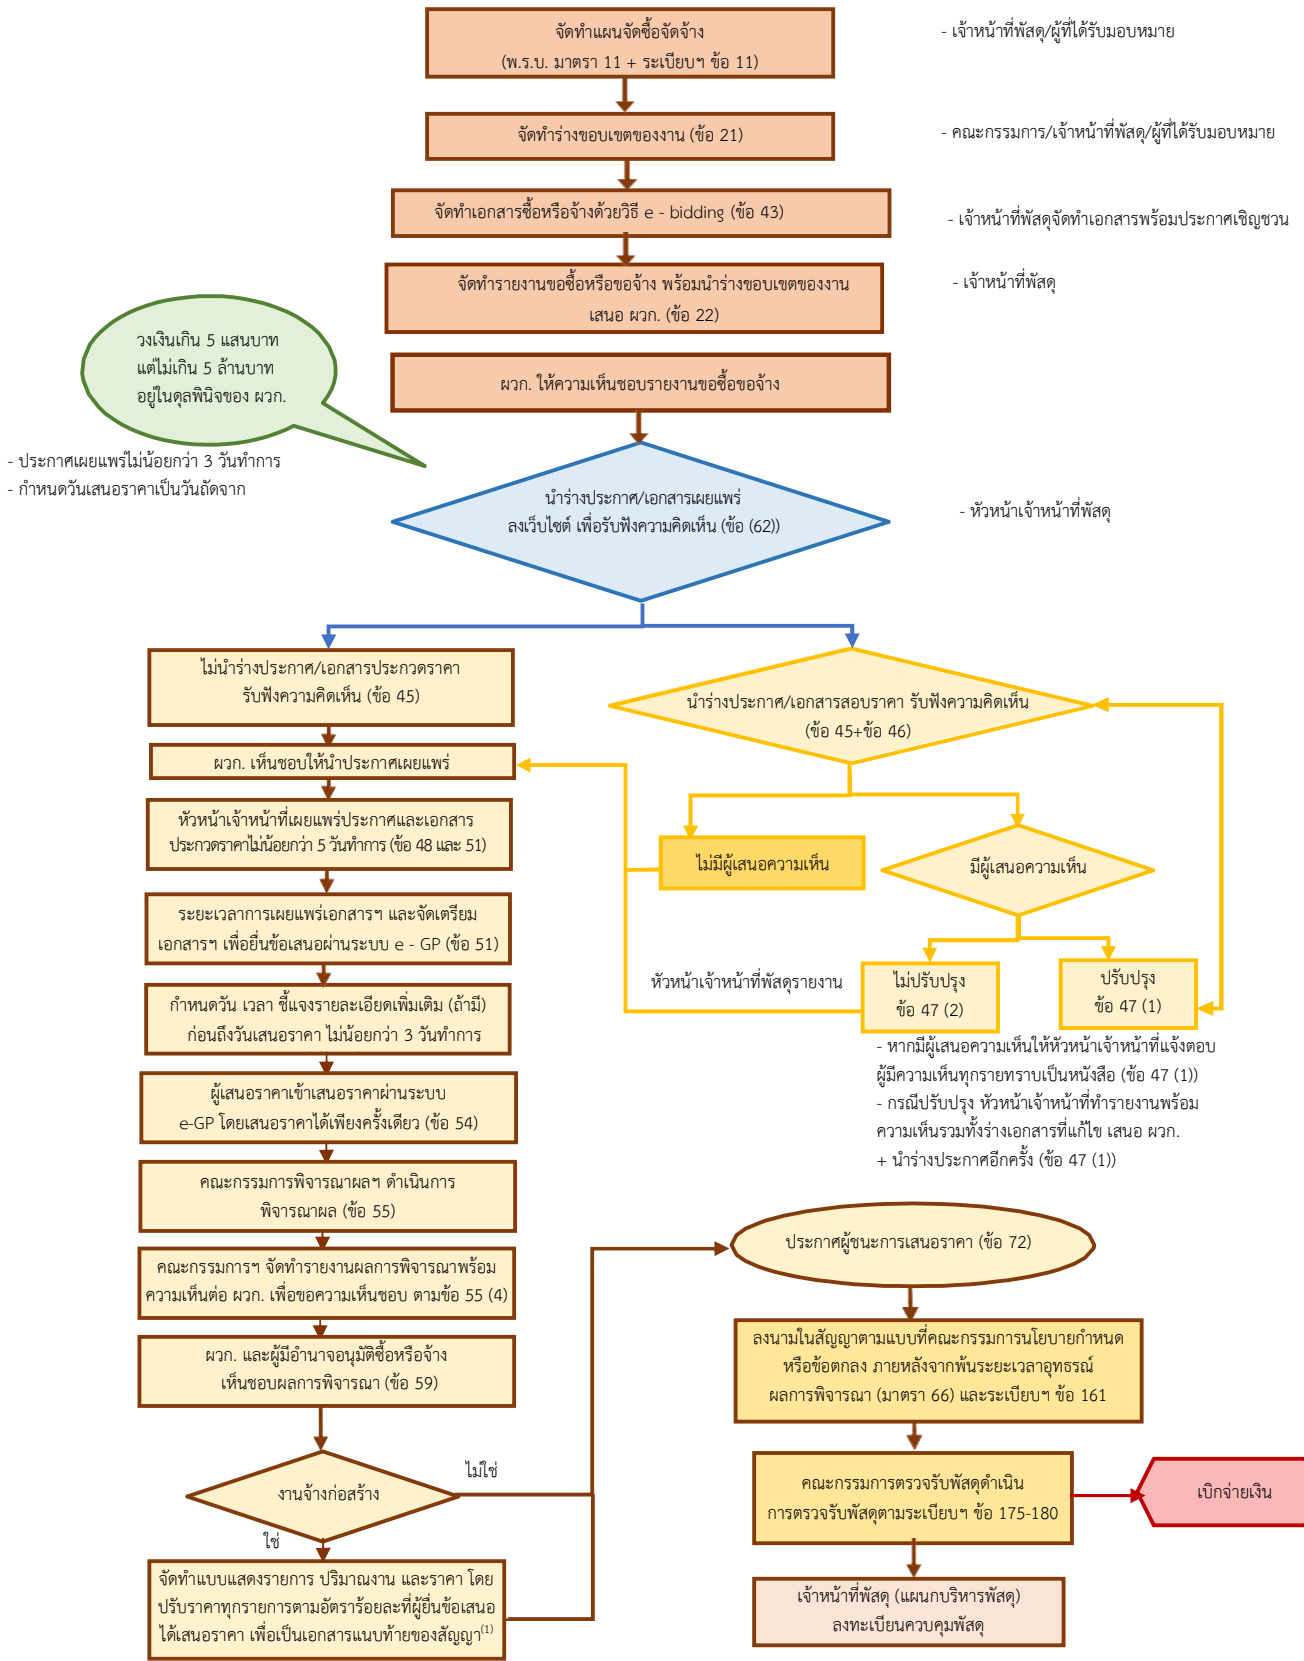 จัดทำแผนจัดซื้อจัดจ้าง
(พ.ร.บ. มาตรา 11 + ระเบียบฯ ข้อ 11)
- เจ้าหน้าที่พัสดุ/ผู้ที่ได้รับมอบหมาย
จัดทำร่างขอบเขตของงาน (ข้อ 21)
- คณะกรรมการ/เจ้าหน้าที่พัสดุ/ผู้ที่ได้รับมอบหมาย
จัดทำเอกสารซื้อหรือจ้างด้วยวิธี e - bidding (ข้อ 43)
- เจ้าหน้าที่พัสดุจัดทำเอกสารพร้อมประกาศเชิญชวน
จัดทำรายงานขอซื้อหรือขอจ้าง พร้อมนำร่างขอบเขตของงาน
เสนอ ผวก. (ข้อ 22)
- เจ้าหน้าที่พัสดุ
วงเงินเกิน 5 แสนบาท
แต่ไม่เกิน 5 ล้านบาท
อยู่ในดุลพินิจของ ผวก.
ผวก. ให้ความเห็นชอบรายงานขอซื้อขอจ้าง
- ประกาศเผยแพร่ไม่น้อยกว่า 3 วันทำการ
- กำหนดวันเสนอราคาเป็นวันถัดจาก
นำร่างประกาศ/เอกสารเผยแพร่
ลงเว็บไซต์ เพื่อรับฟังความคิดเห็น (ข้อ (62))
- หัวหน้าเจ้าหน้าที่พัสดุ
ไม่นำร่างประกาศ/เอกสารประกวดราคา
รับฟังความคิดเห็น (ข้อ 45)
นำร่างประกาศ/เอกสารสอบราคา รับฟังความคิดเห็น
(ข้อ 45+ข้อ 46)
ผวก. เห็นชอบให้นำประกาศเผยแพร่
หัวหน้าเจ้าหน้าที่เผยแพร่ประกาศและเอกสาร
ประกวดราคาไม่น้อยกว่า 5 วันทำการ (ข้อ 48 และ 51)
ไม่มีผู้เสนอความเห็น
มีผู้เสนอความเห็น
ระยะเวลาการเผยแพร่เอกสารฯ และจัดเตรียม
เอกสารฯ เพื่อยื่นข้อเสนอผ่านระบบ e - GP (ข้อ 51)
หัวหน้าเจ้าหน้าที่พัสดุรายงาน
ไม่ปรับปรุง
ข้อ 47 (2)
ปรับปรุง
ข้อ 47 (1)
กำหนดวัน เวลา ชี้แจงรายละเอียดเพิ่มเติม (ถ้ามี)
ก่อนถึงวันเสนอราคา ไม่น้อยกว่า 3 วันทำการ
- หากมีผู้เสนอความเห็นให้หัวหน้าเจ้าหน้าที่แจ้งตอบ
ผู้มีความเห็นทุกรายทราบเป็นหนังสือ (ข้อ 47 (1))
- กรณีปรับปรุง หัวหน้าเจ้าหน้าที่ทำรายงานพร้อม
ความเห็นรวมทั้งร่างเอกสารที่แก้ไข เสนอ ผวก.
+ นำร่างประกาศอีกครั้ง (ข้อ 47 (1))
ผู้เสนอราคาเข้าเสนอราคาผ่านระบบ
e-GP โดยเสนอราคาได้เพียงครั้งเดียว (ข้อ 54)
คณะกรรมการพิจารณาผลฯ ดำเนินการ
พิจารณาผล (ข้อ 55)
คณะกรรมการฯ จัดทำรายงานผลการพิจารณาพร้อม
ความเห็นต่อ ผวก. เพื่อขอความเห็นชอบ ตามข้อ 55 (4)
ผวก. และผู้มีอำนาจอนุมัติซื้อหรือจ้าง
เห็นชอบผลการพิจารณา (ข้อ 59)
งานจ้างก่อสร้าง
ไม่ใช่
ใช่
จัดทำแบบแสดงรายการ ปริมาณงาน และราคา โดย
ปรับราคาทุกรายการตามอัตราร้อยละที่ผู้ยื่นข้อเสนอ
ได้เสนอราคา เพื่อเป็นเอกสารแนบท้ายของสัญญา(1)
ประกาศผู้ชนะการเสนอราคา (ข้อ 72)
ลงนามในสัญญาตามแบบที่คณะกรรมการนโยบายกำหนด
หรือข้อตกลง ภายหลังจากพ้นระยะเวลาอุทธรณ์
ผลการพิจารณา (มาตรา 66) และระเบียบฯ ข้อ 161
คณะกรรมการตรวจรับพัสดุดำเนิน
การตรวจรับพัสดุตามระเบียบฯ ข้อ 175-180
เบิกจ่ายเงิน
เจ้าหน้าที่พัสดุ (แผนกบริหารพัสดุ)
ลงทะเบียนควบคุมพัสดุ